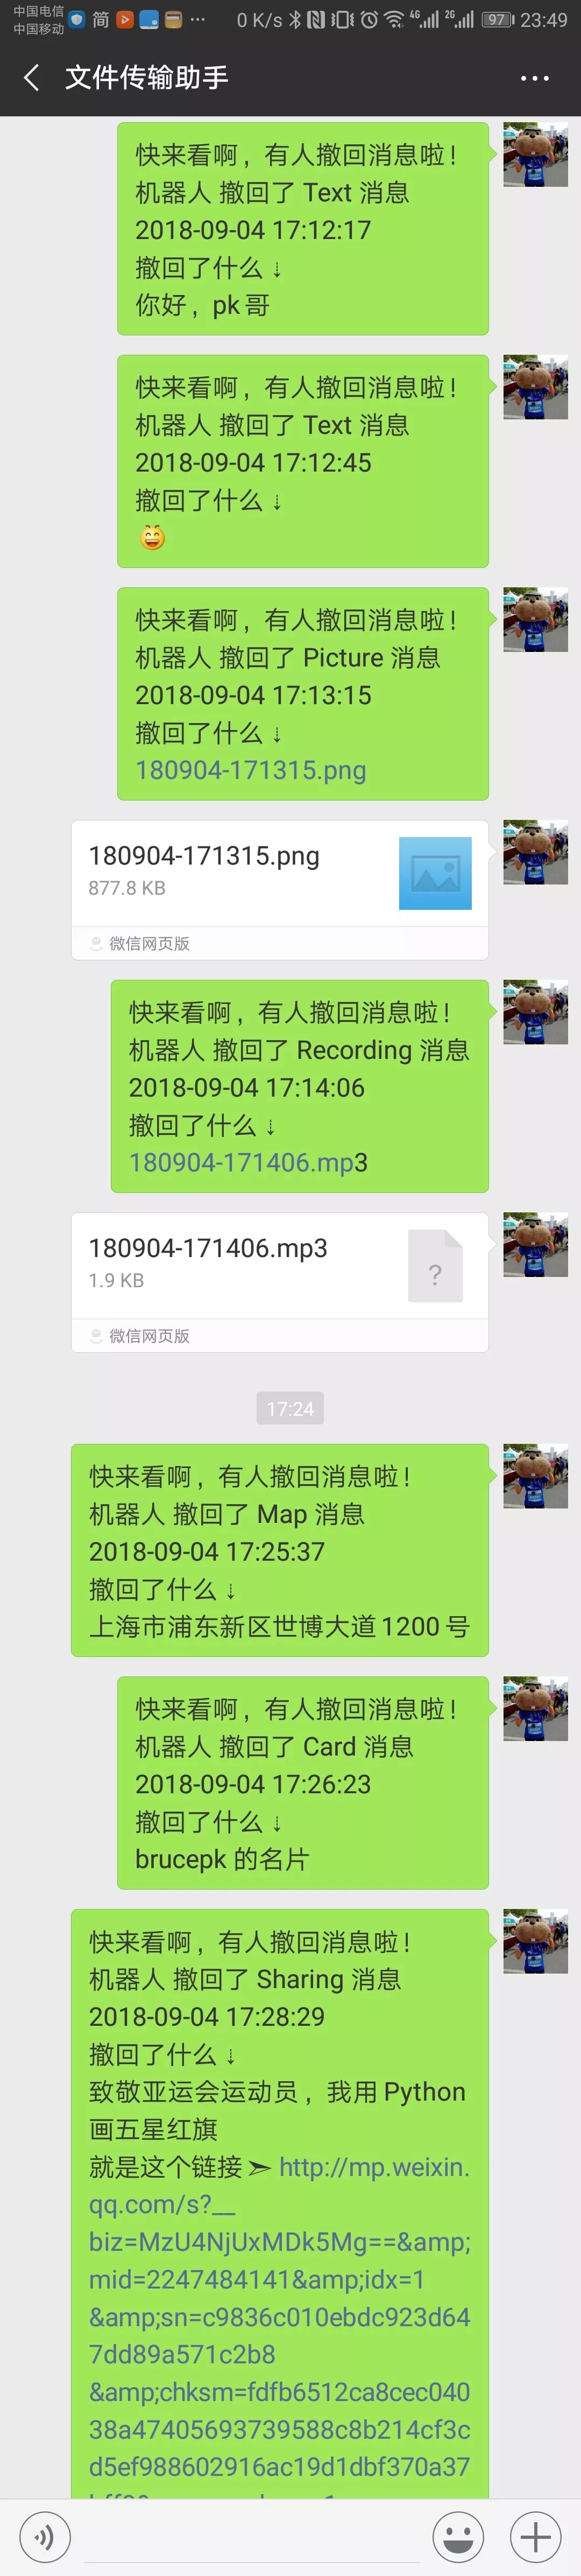 中国电信
中国移动
简
0 K/s
4G
2G
97
23:49
文件传输助手
快来看啊，有人撤回消息啦！
机器人 撤回了 Text 消息
2018-09-04 17:12:17
撤回了什么 ↓
你好，pk哥
快来看啊，有人撤回消息啦！
机器人 撤回了 Text 消息
2018-09-04 17:12:45
撤回了什么 ↓
😄
快来看啊，有人撤回消息啦！
机器人 撤回了 Picture 消息
2018-09-04 17:13:15
撤回了什么 ↓
180904-171315.png
180904-171315.png
877.8 KB
微信网页版
快来看啊，有人撤回消息啦！
机器人 撤回了 Recording 消息
2018-09-04 17:14:06
撤回了什么 ↓
180904-171406.mp3
180904-171406.mp3
1.9 KB
?
微信网页版
17:24
快来看啊，有人撤回消息啦！
机器人 撤回了 Map 消息
2018-09-04 17:25:37
撤回了什么 ↓
上海市浦东新区世博大道1200号
快来看啊，有人撤回消息啦！
机器人 撤回了 Card 消息
2018-09-04 17:26:23
撤回了什么 ↓
brucepk 的名片
快来看啊，有人撤回消息啦！
机器人 撤回了 Sharing 消息
2018-09-04 17:28:29
撤回了什么 ↓
致敬亚运会运动员，我用 Python
画五星红旗
就是这个链接➣ http://mp.weixin.
qq.com/s?__
biz=MzU4NjUxMDk5Mg==&amp;
mid=2247484141&amp;idx=1
&amp;sn=c9836c010ebdc923d64
7dd89a571c2b8
&amp;chksm=fdfb6512ca8cec040
38a47405693739588c8b214cf3c
d5ef988602916ac19d1dbf370a37